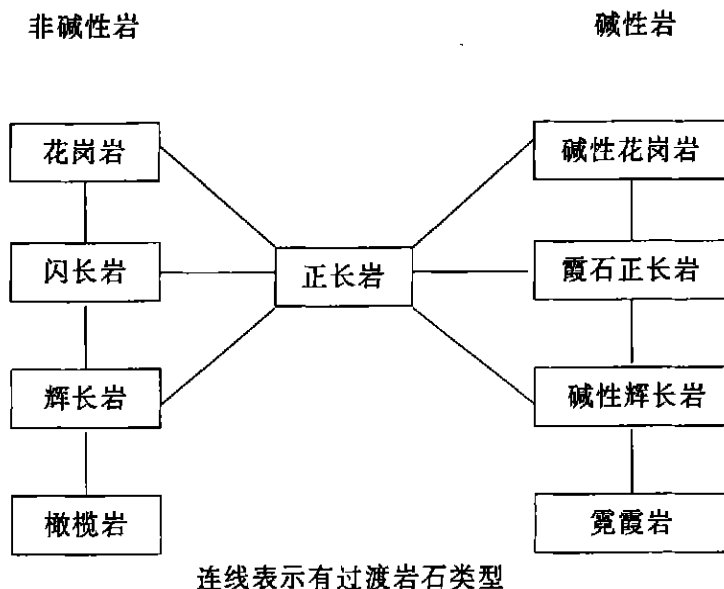 非碱性岩 碱性岩
花岗岩 碱性花岗岩
闪长岩 正长岩 霞石正长岩
辉长岩 碱性辉长岩
橄榄岩 霓霞岩
连线表示有过渡岩石类型